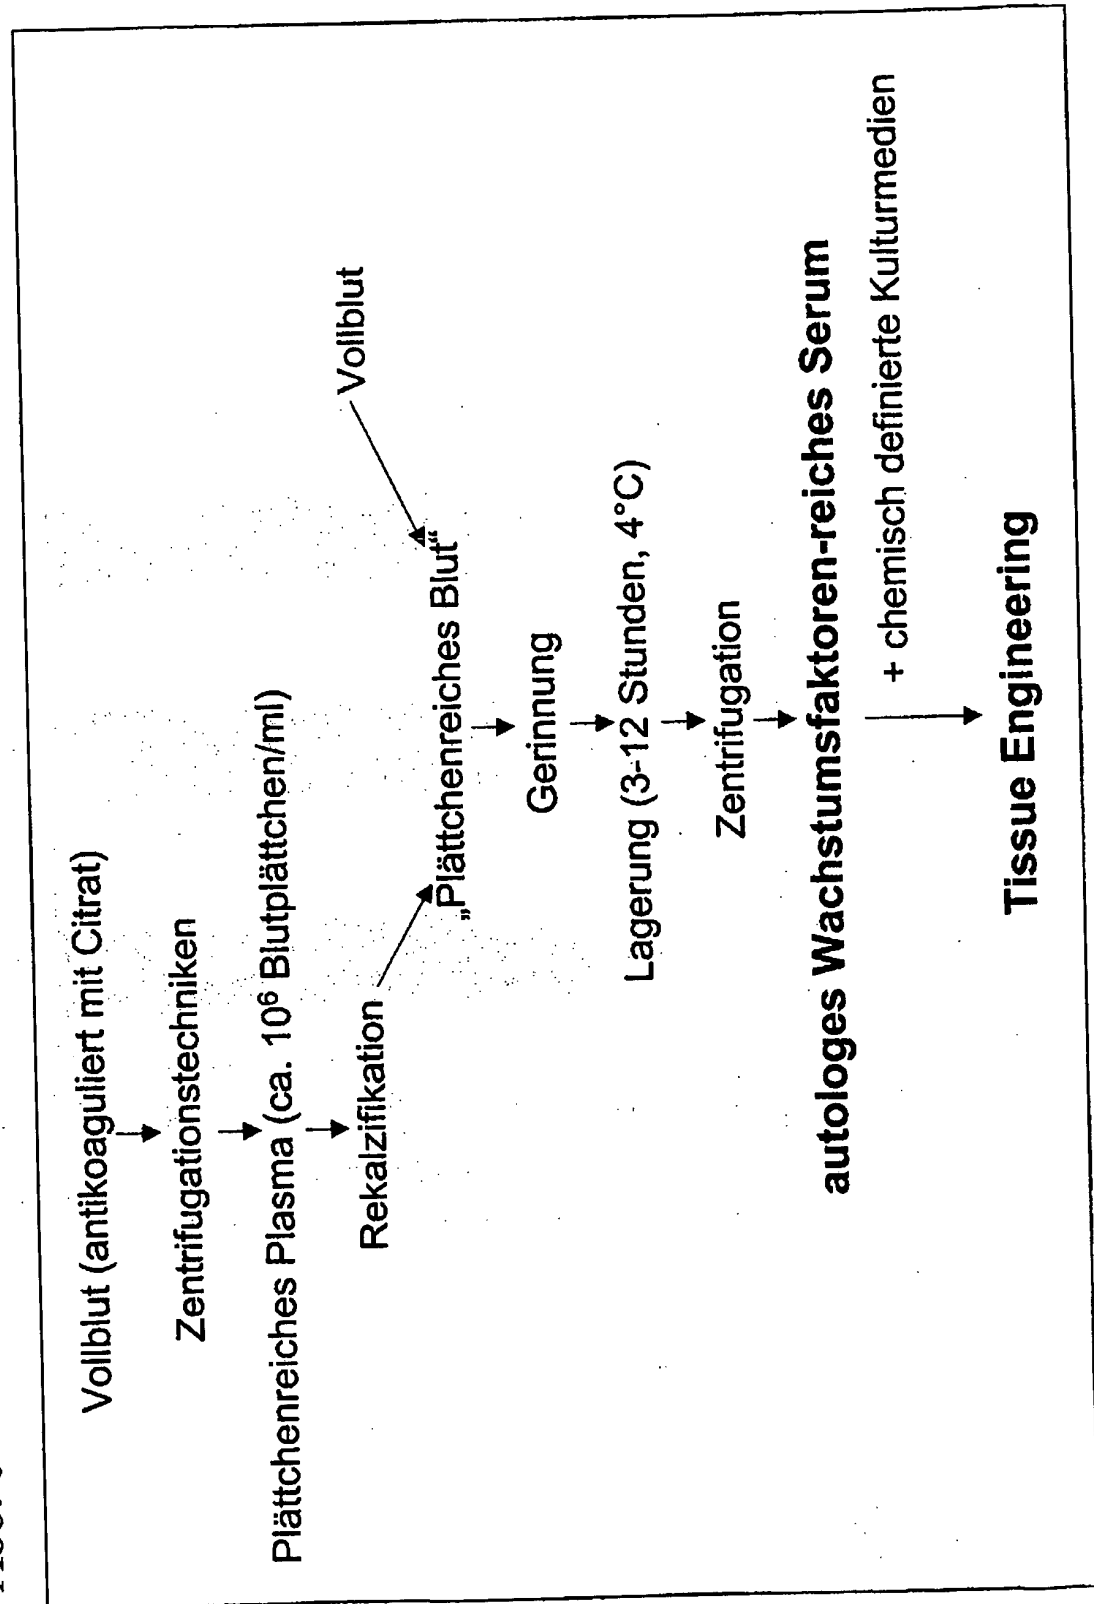 Vollblut (antikoaguliert mit Citrat)
Zentrifugationstechniken
Plättchenreiches Plasma (ca. 10⁶ Blutplättchen/ml)
Rekalzifikation
Vollblut
„Plättchenreiches Blut“
Gerinnung
Lagerung (3-12 Stunden, 4°C)
Zentrifugation
autologes Wachstumsfaktoren-reiches Serum
+ chemisch definierte Kulturmedien
Tissue Engineering